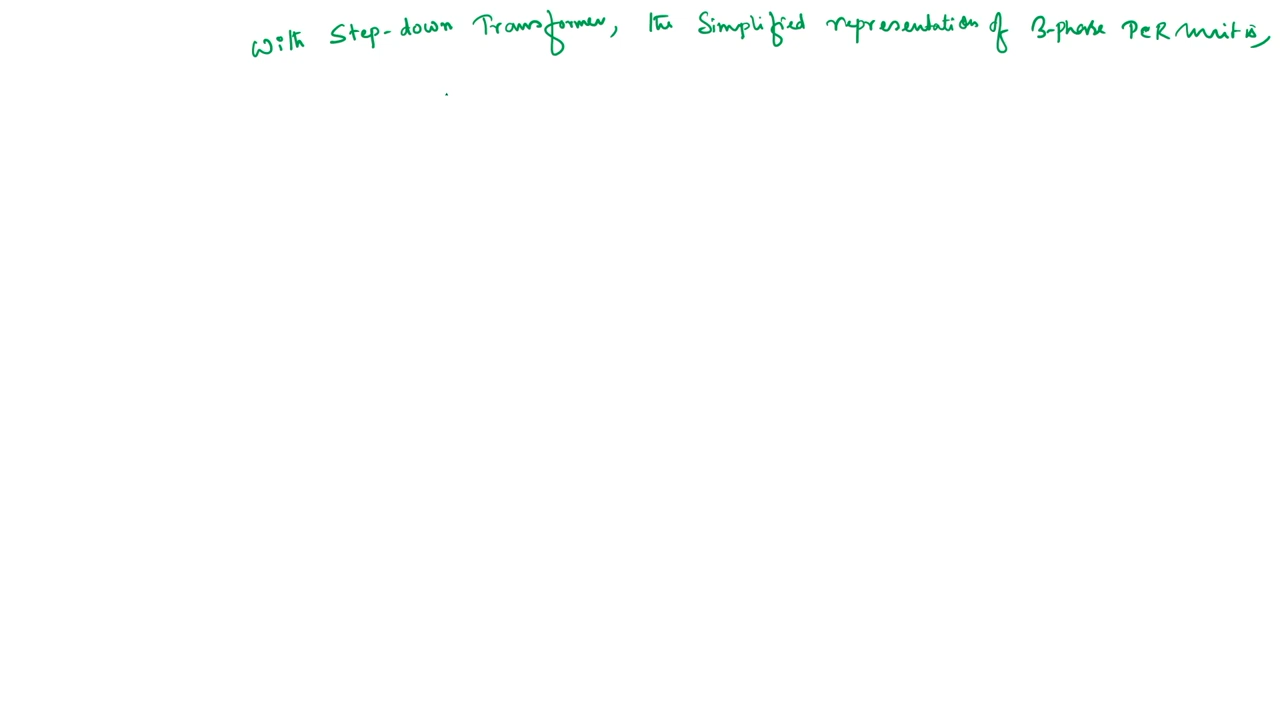 With Step-down Transformer, the Simplified representation of 3-phase PCR unit is,